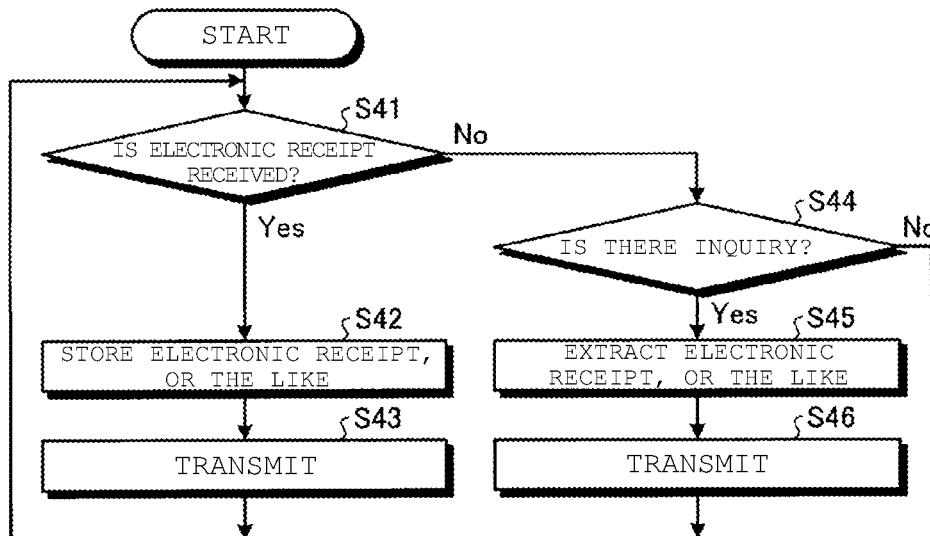 START
S41
IS ELECTRONIC RECEIPT
RECEIVED?
No
Yes
S44
IS THERE INQUIRY?
No
Yes
S42
STORE ELECTRONIC RECEIPT,
OR THE LIKE
S45
EXTRACT ELECTRONIC
RECEIPT, OR THE LIKE
S43
TRANSMIT
S46
TRANSMIT